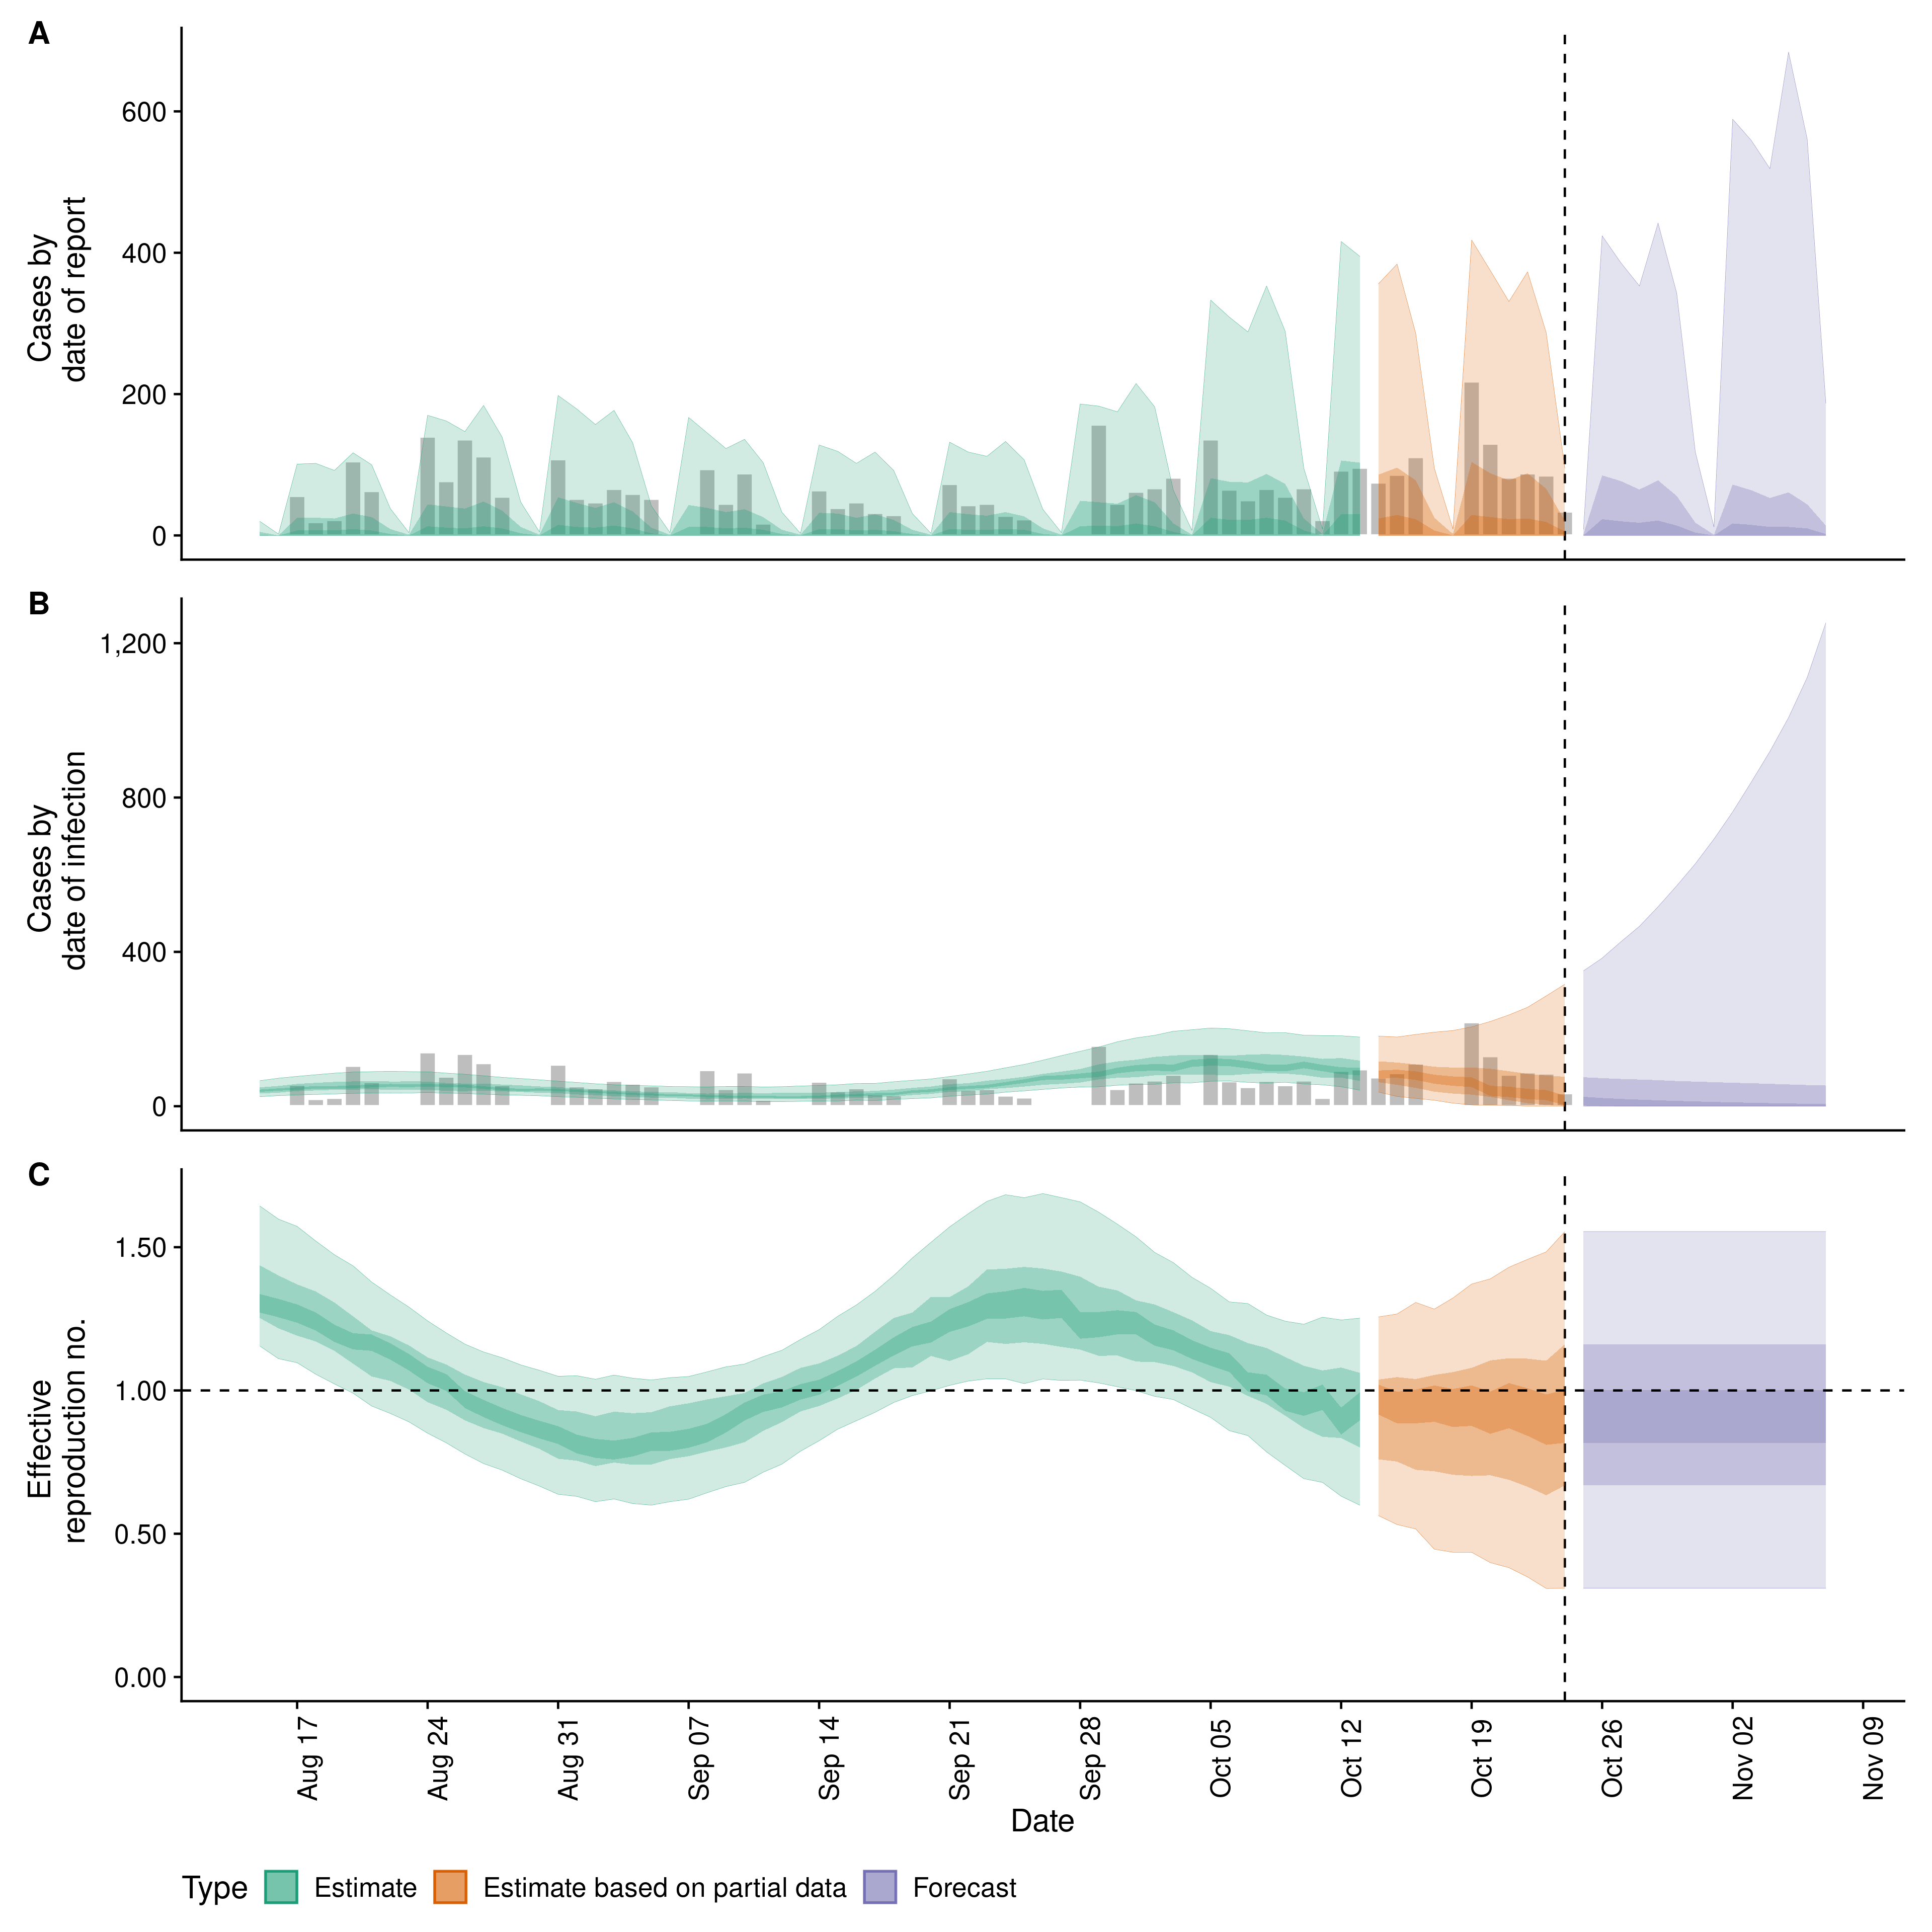 A
Cases by
date of report
600
400
200
0
B
Cases by
date of infection
1,200
800
400
0
C
Effective
reproduction no.
1.50
1.00
0.50
0.00
Aug 17
Aug 24
Aug 31
Sep 07
Sep 14
Sep 21
Sep 28
Oct 05
Oct 12
Oct 19
Oct 26
Nov 02
Nov 09
Date
Type Estimate Estimate based on partial data Forecast